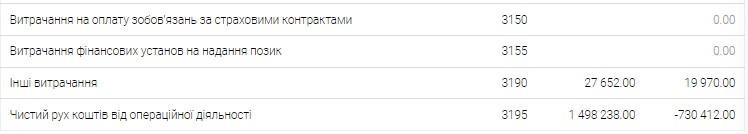 Витрачання на оплату зобов'язань за страховими контрактами 3150 0.00
Витрачання фінансових установ на надання позик 3155 0.00
Інші витрачання 3190 27 652.00 19 970.00
Чистий рух коштів від операційної діяльності 3195 1 498 238.00 -730 412.00